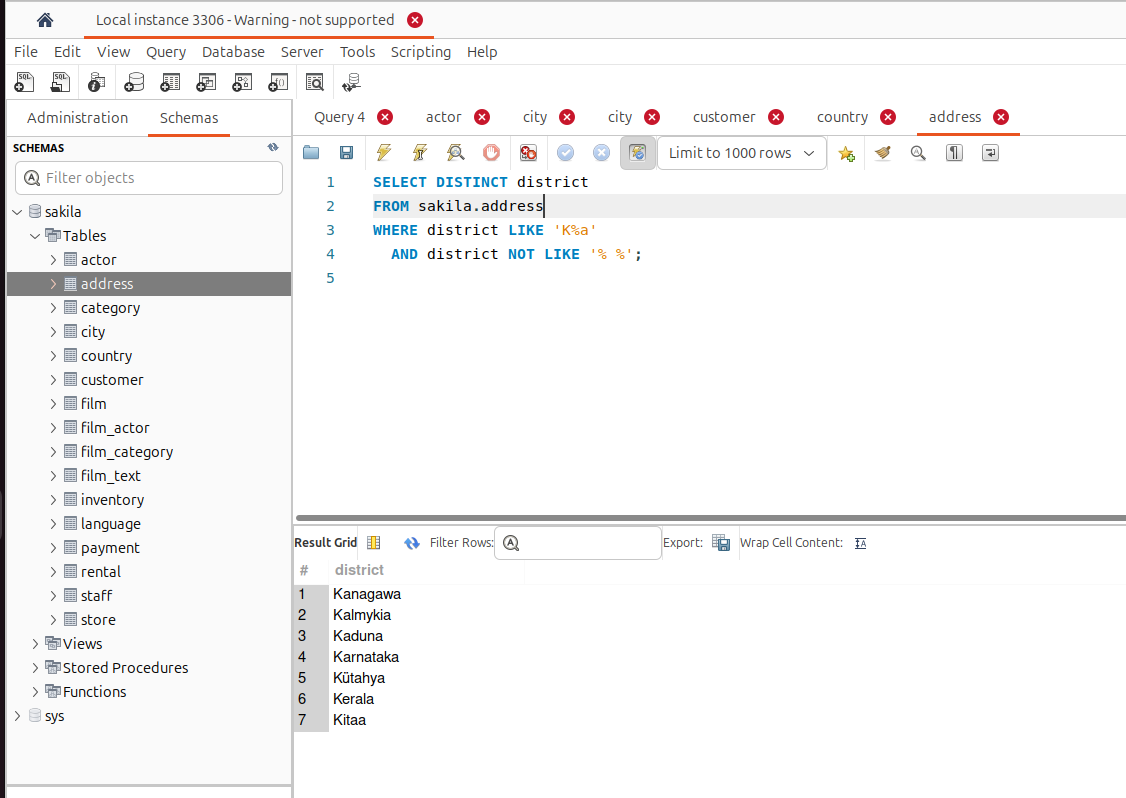 Local instance 3306 - Warning - not supported
File Edit View Query Database Server Tools Scripting Help
Administration Schemas
Query 4 actor city city customer country address
SCHEMAS
Limit to 1000 rows
Filter objects
sakila
Tables
actor
address
category
city
country
customer
film
film_actor
film_category
film_text
inventory
language
payment
rental
staff
store
Views
Stored Procedures
Functions
sys
1 SELECT DISTINCT district
2 FROM sakila.address
3 WHERE district LIKE 'K%a'
4 AND district NOT LIKE '% %';
5
Result Grid Filter Rows: Export: Wrap Cell Content:
# district
1 Kanagawa
2 Kalmykia
3 Kaduna
4 Karnataka
5 Kütahya
6 Kerala
7 Kitaa